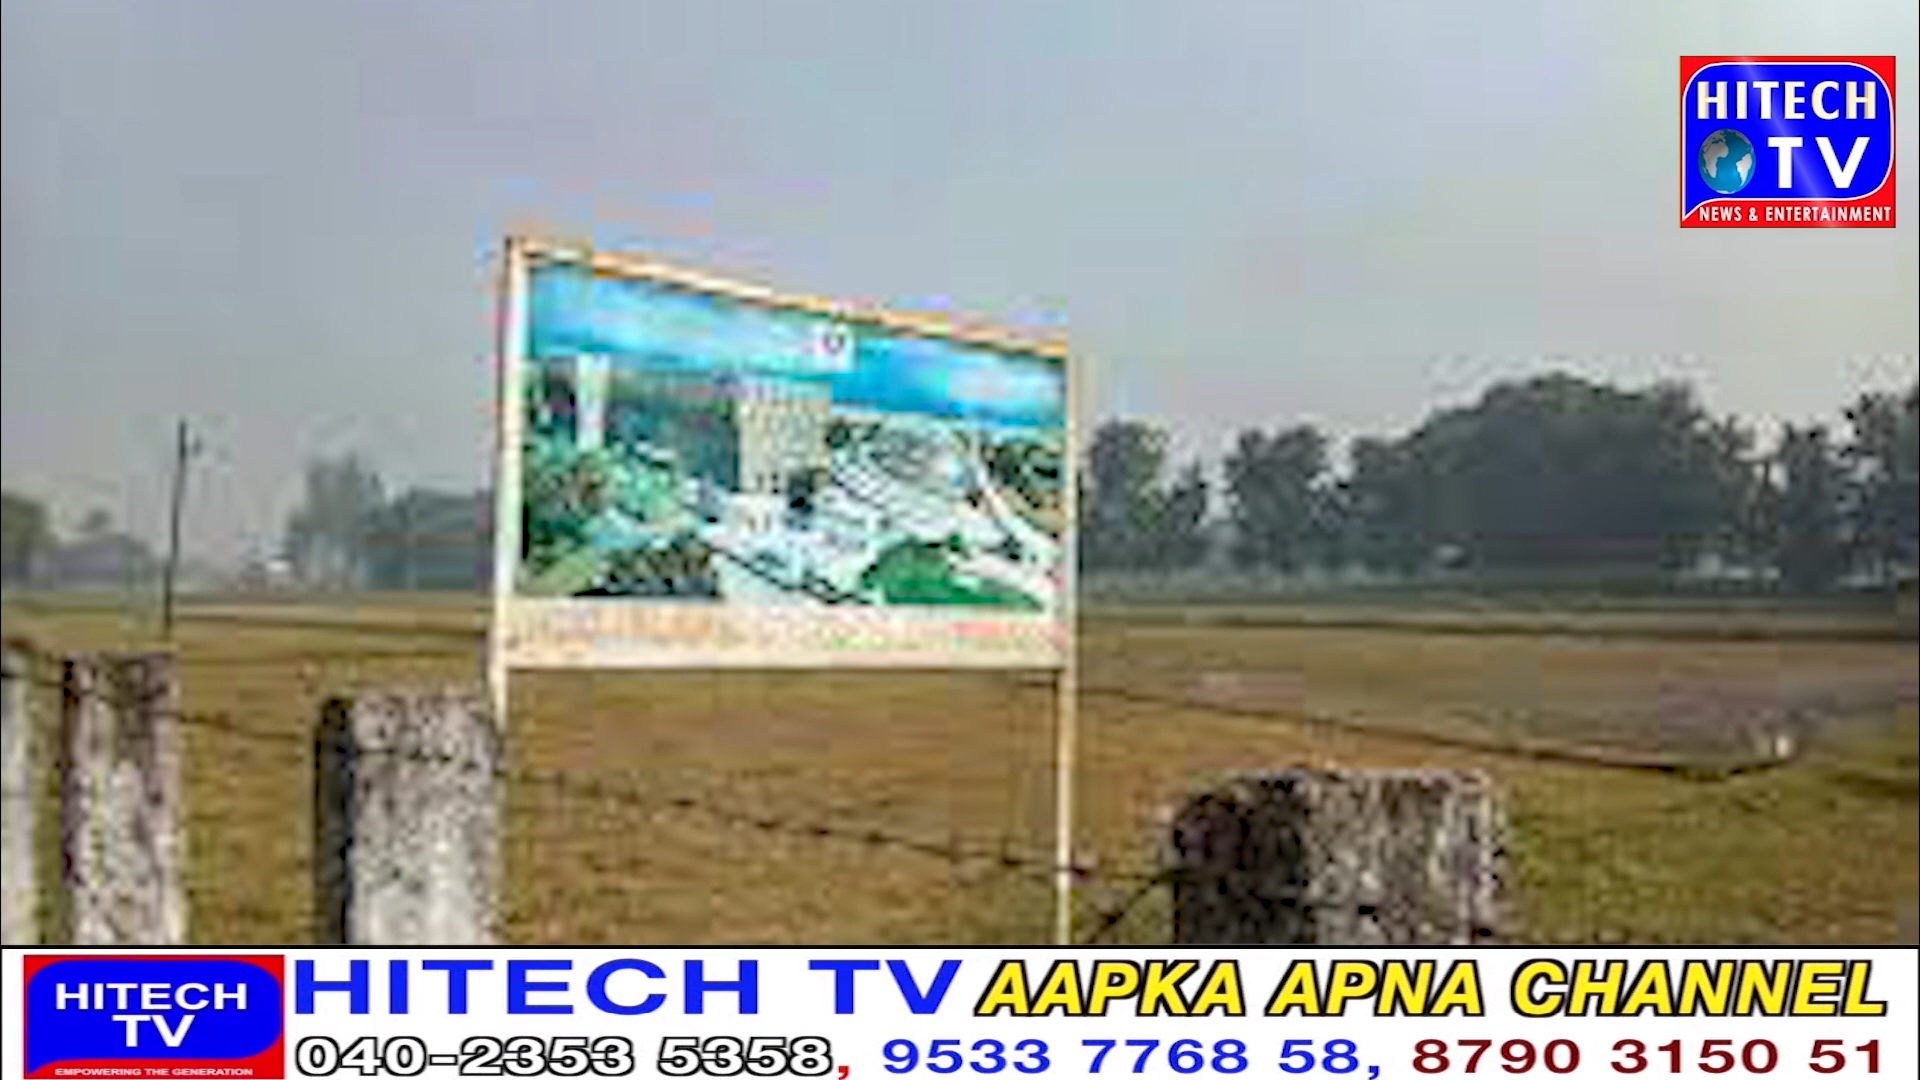 HITECH
TV
NEWS & ENTERTAINMENT
HITECH TV AAPKA APNA CHANNEL
HITECH
TV
EMPOWERING THE GENERATION
040-2353 5358, 9533 7768 58, 8790 3150 51